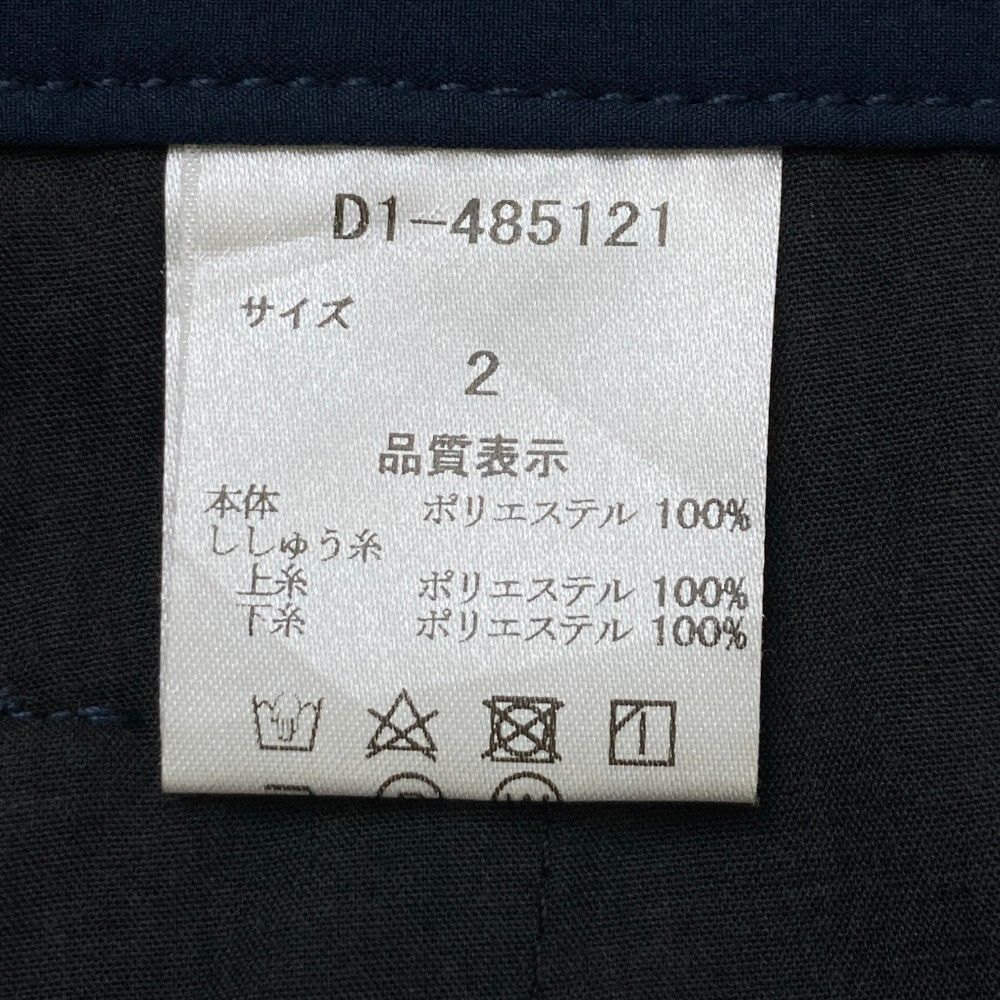 D1-485121
サイズ
2
品質表示
本体 ポリエステル 100%
ししゅう糸
上糸 ポリエステル 100%
下糸 ポリエステル 100%